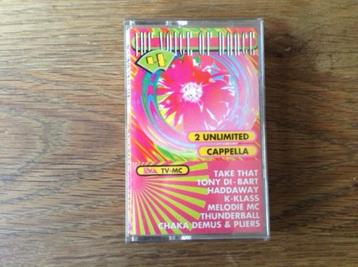 THE VOICE OF DANCE
4
2 UNLIMITED
CAPPELLA
TV-MC
TAKE THAT
TONY DI-BART
HADDAWAY
K-KLASS
MELODIE MC
THUNDERBALL
CHAKA DEMUS & PLIERS